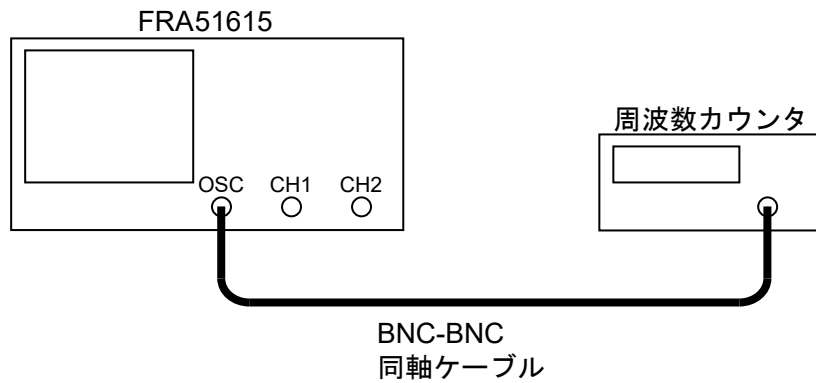 FRA51615
周波数カウンタ
OSC
CH1
CH2
BNC-BNC
同軸ケーブル